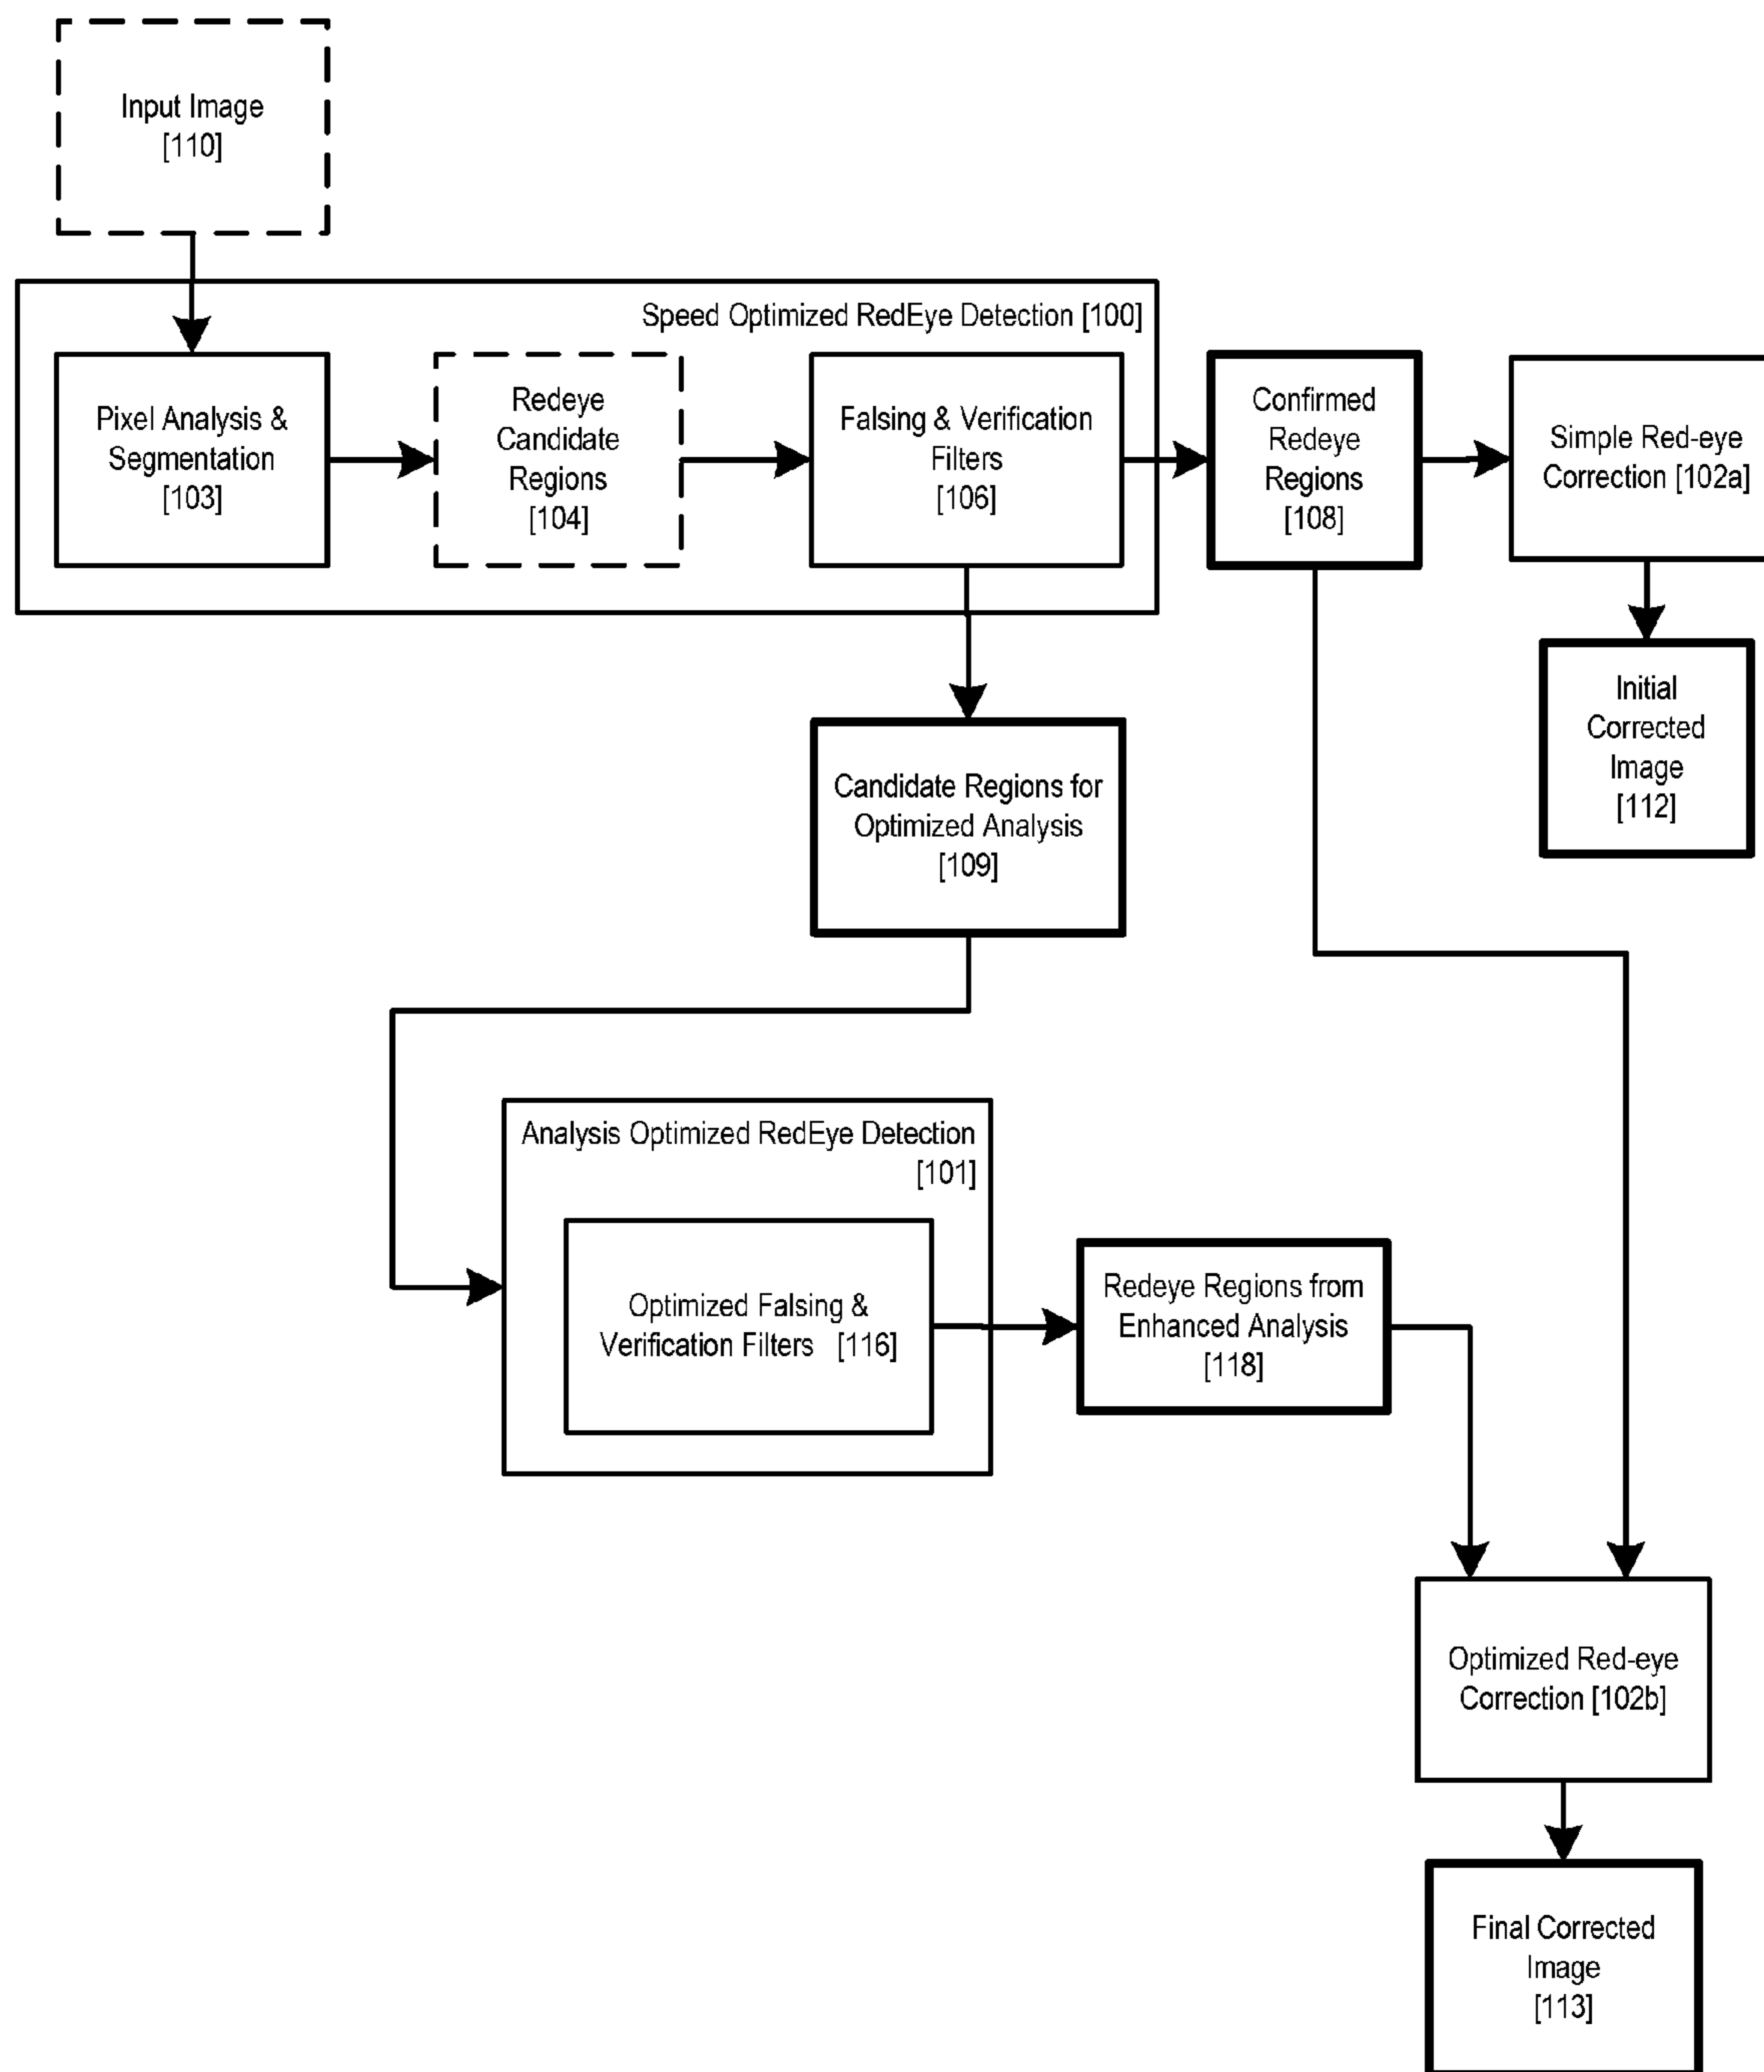 Input Image
[110]
Speed Optimized RedEye Detection [100]
Pixel Analysis &
Segmentation
[103]
Redeye
Candidate
Regions
[104]
Falsing & Verification
Filters
[106]
Confirmed
Redeye
Regions
[108]
Simple Red-eye
Correction [102a]
Initial
Corrected
Image
[112]
Candidate Regions for
Optimized Analysis
[109]
Analysis Optimized RedEye Detection
[101]
Optimized Falsing &
Verification Filters [116]
Redeye Regions from
Enhanced Analysis
[118]
Optimized Red-eye
Correction [102b]
Final Corrected
Image
[113]